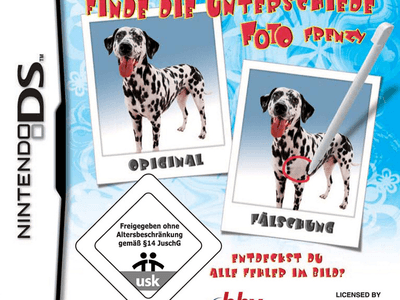 FINDE DIE UNTERSCHIEDE
FOTO FRENZY
NINTENDO DS
ORIGINAL
FÄLSCHUNG
Freigegeben ohne
Altersbeschränkung
gemäß §14 JuSchG
usk
ENTDECKST DU
ALLE FEHLER IM BILD?
LICENSED BY